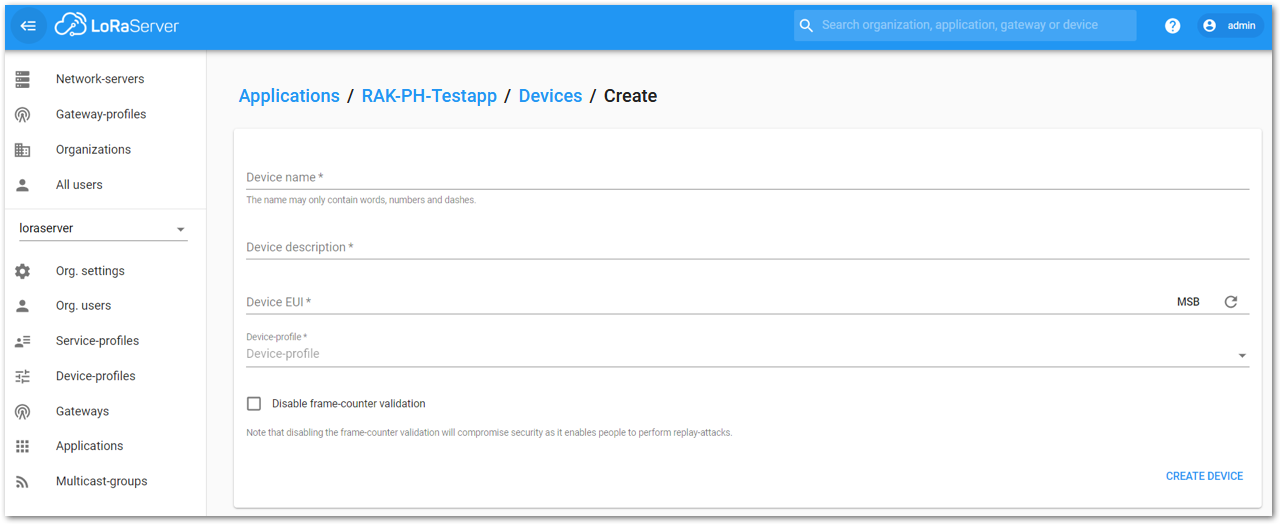 LoRaServer
Search organization, application, gateway or device
?
admin
Network-servers
Gateway-profiles
Organizations
All users
loraserver
Org. settings
Org. users
Service-profiles
Device-profiles
Gateways
Applications
Multicast-groups
Applications / RAK-PH-Testapp / Devices / Create
Device name *
The name may only contain words, numbers and dashes.
Device description *
Device EUI * MSB
Device-profile *
Device-profile
Disable frame-counter validation
Note that disabling the frame-counter validation will compromise security as it enables people to perform replay-attacks.
CREATE DEVICE